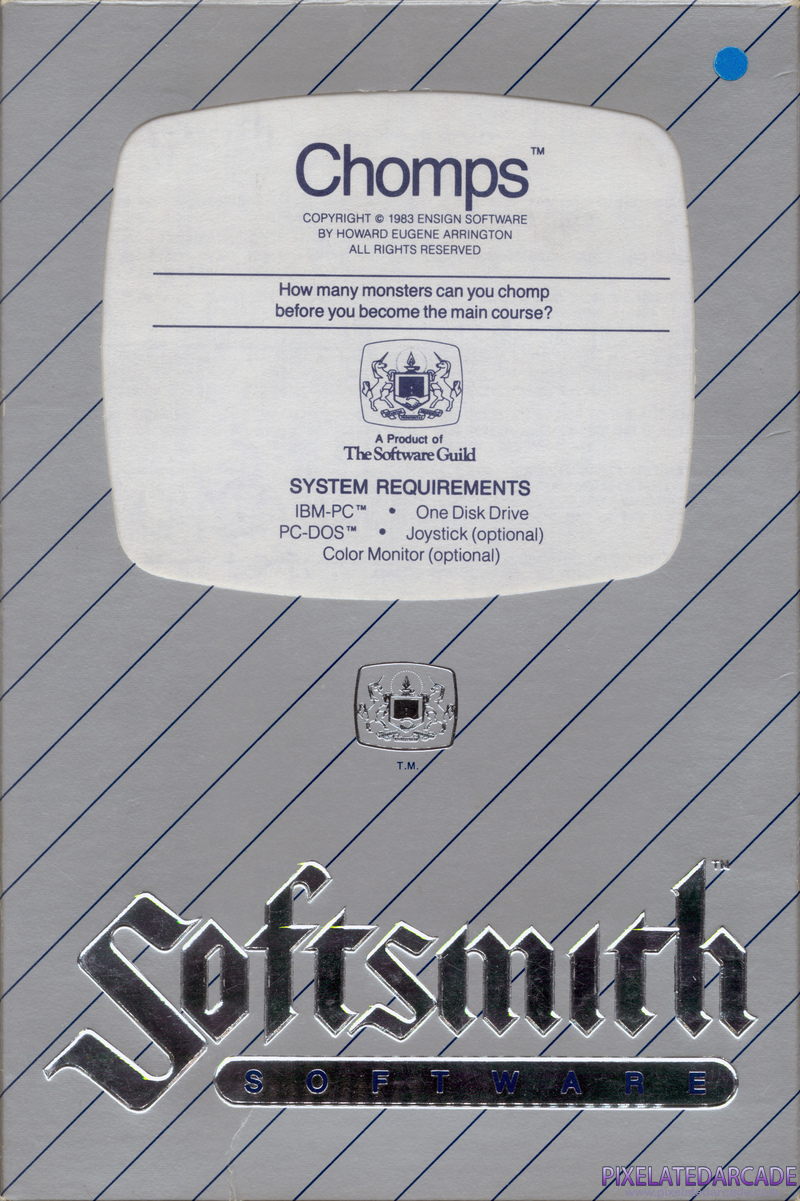 Chomps™
COPYRIGHT © 1983 ENSIGN SOFTWARE
BY HOWARD EUGENE ARRINGTON
ALL RIGHTS RESERVED
How many monsters can you chomp
before you become the main course?
A Product of
The Software Guild
SYSTEM REQUIREMENTS
IBM-PC™ • One Disk Drive
PC-DOS™ • Joystick (optional)
Color Monitor (optional)
T.M.
Softsmith™
SOFTWARE
PIXELATEDARCADE